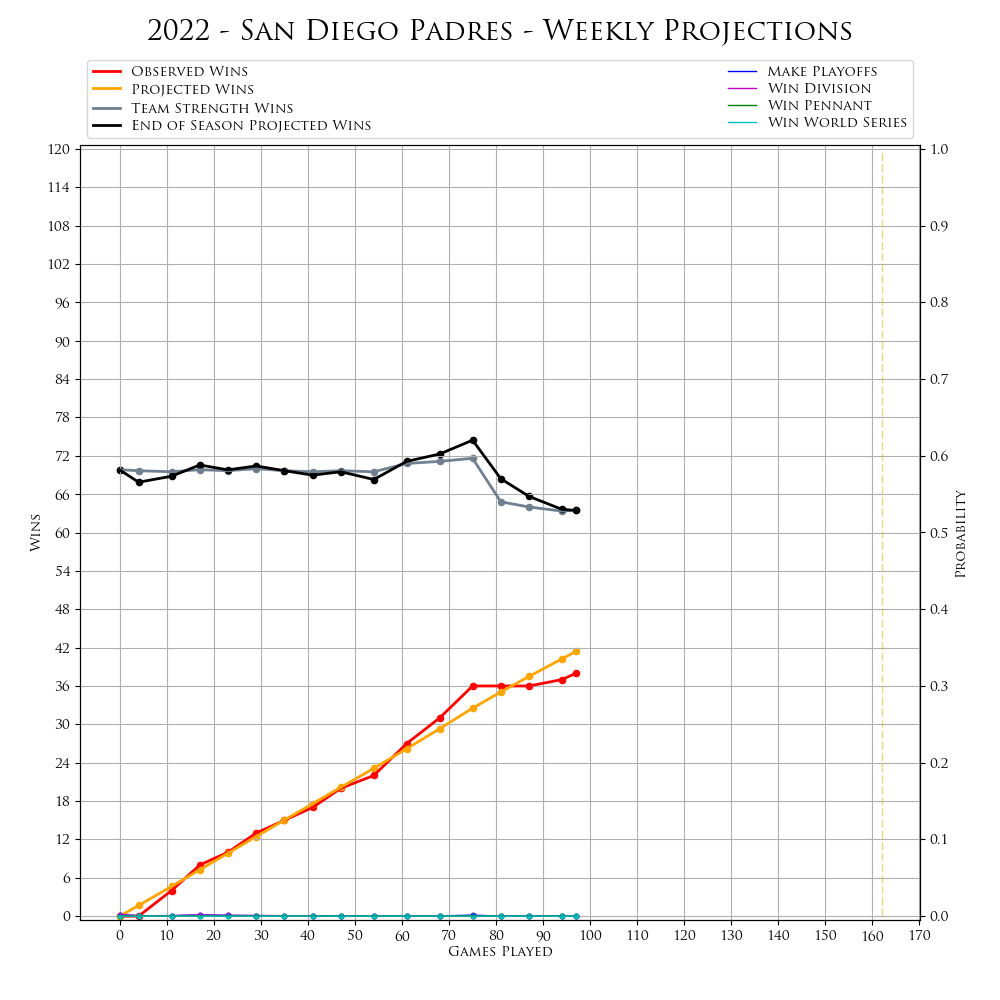 2022 - San Diego Padres - Weekly Projections
Observed Wins
Projected Wins
Team Strength Wins
End of Season Projected Wins
Make Playoffs
Win Division
Win Pennant
Win World Series
120
114
108
102
96
90
84
78
72
66
60
54
48
42
36
30
24
18
12
6
0
Wins
1.0
0.9
0.8
0.7
0.6
0.5
0.4
0.3
0.2
0.1
0.0
Probability
0 10 20 30 40 50 60 70 80 90 100 110 120 130 140 150 160 170
Games Played